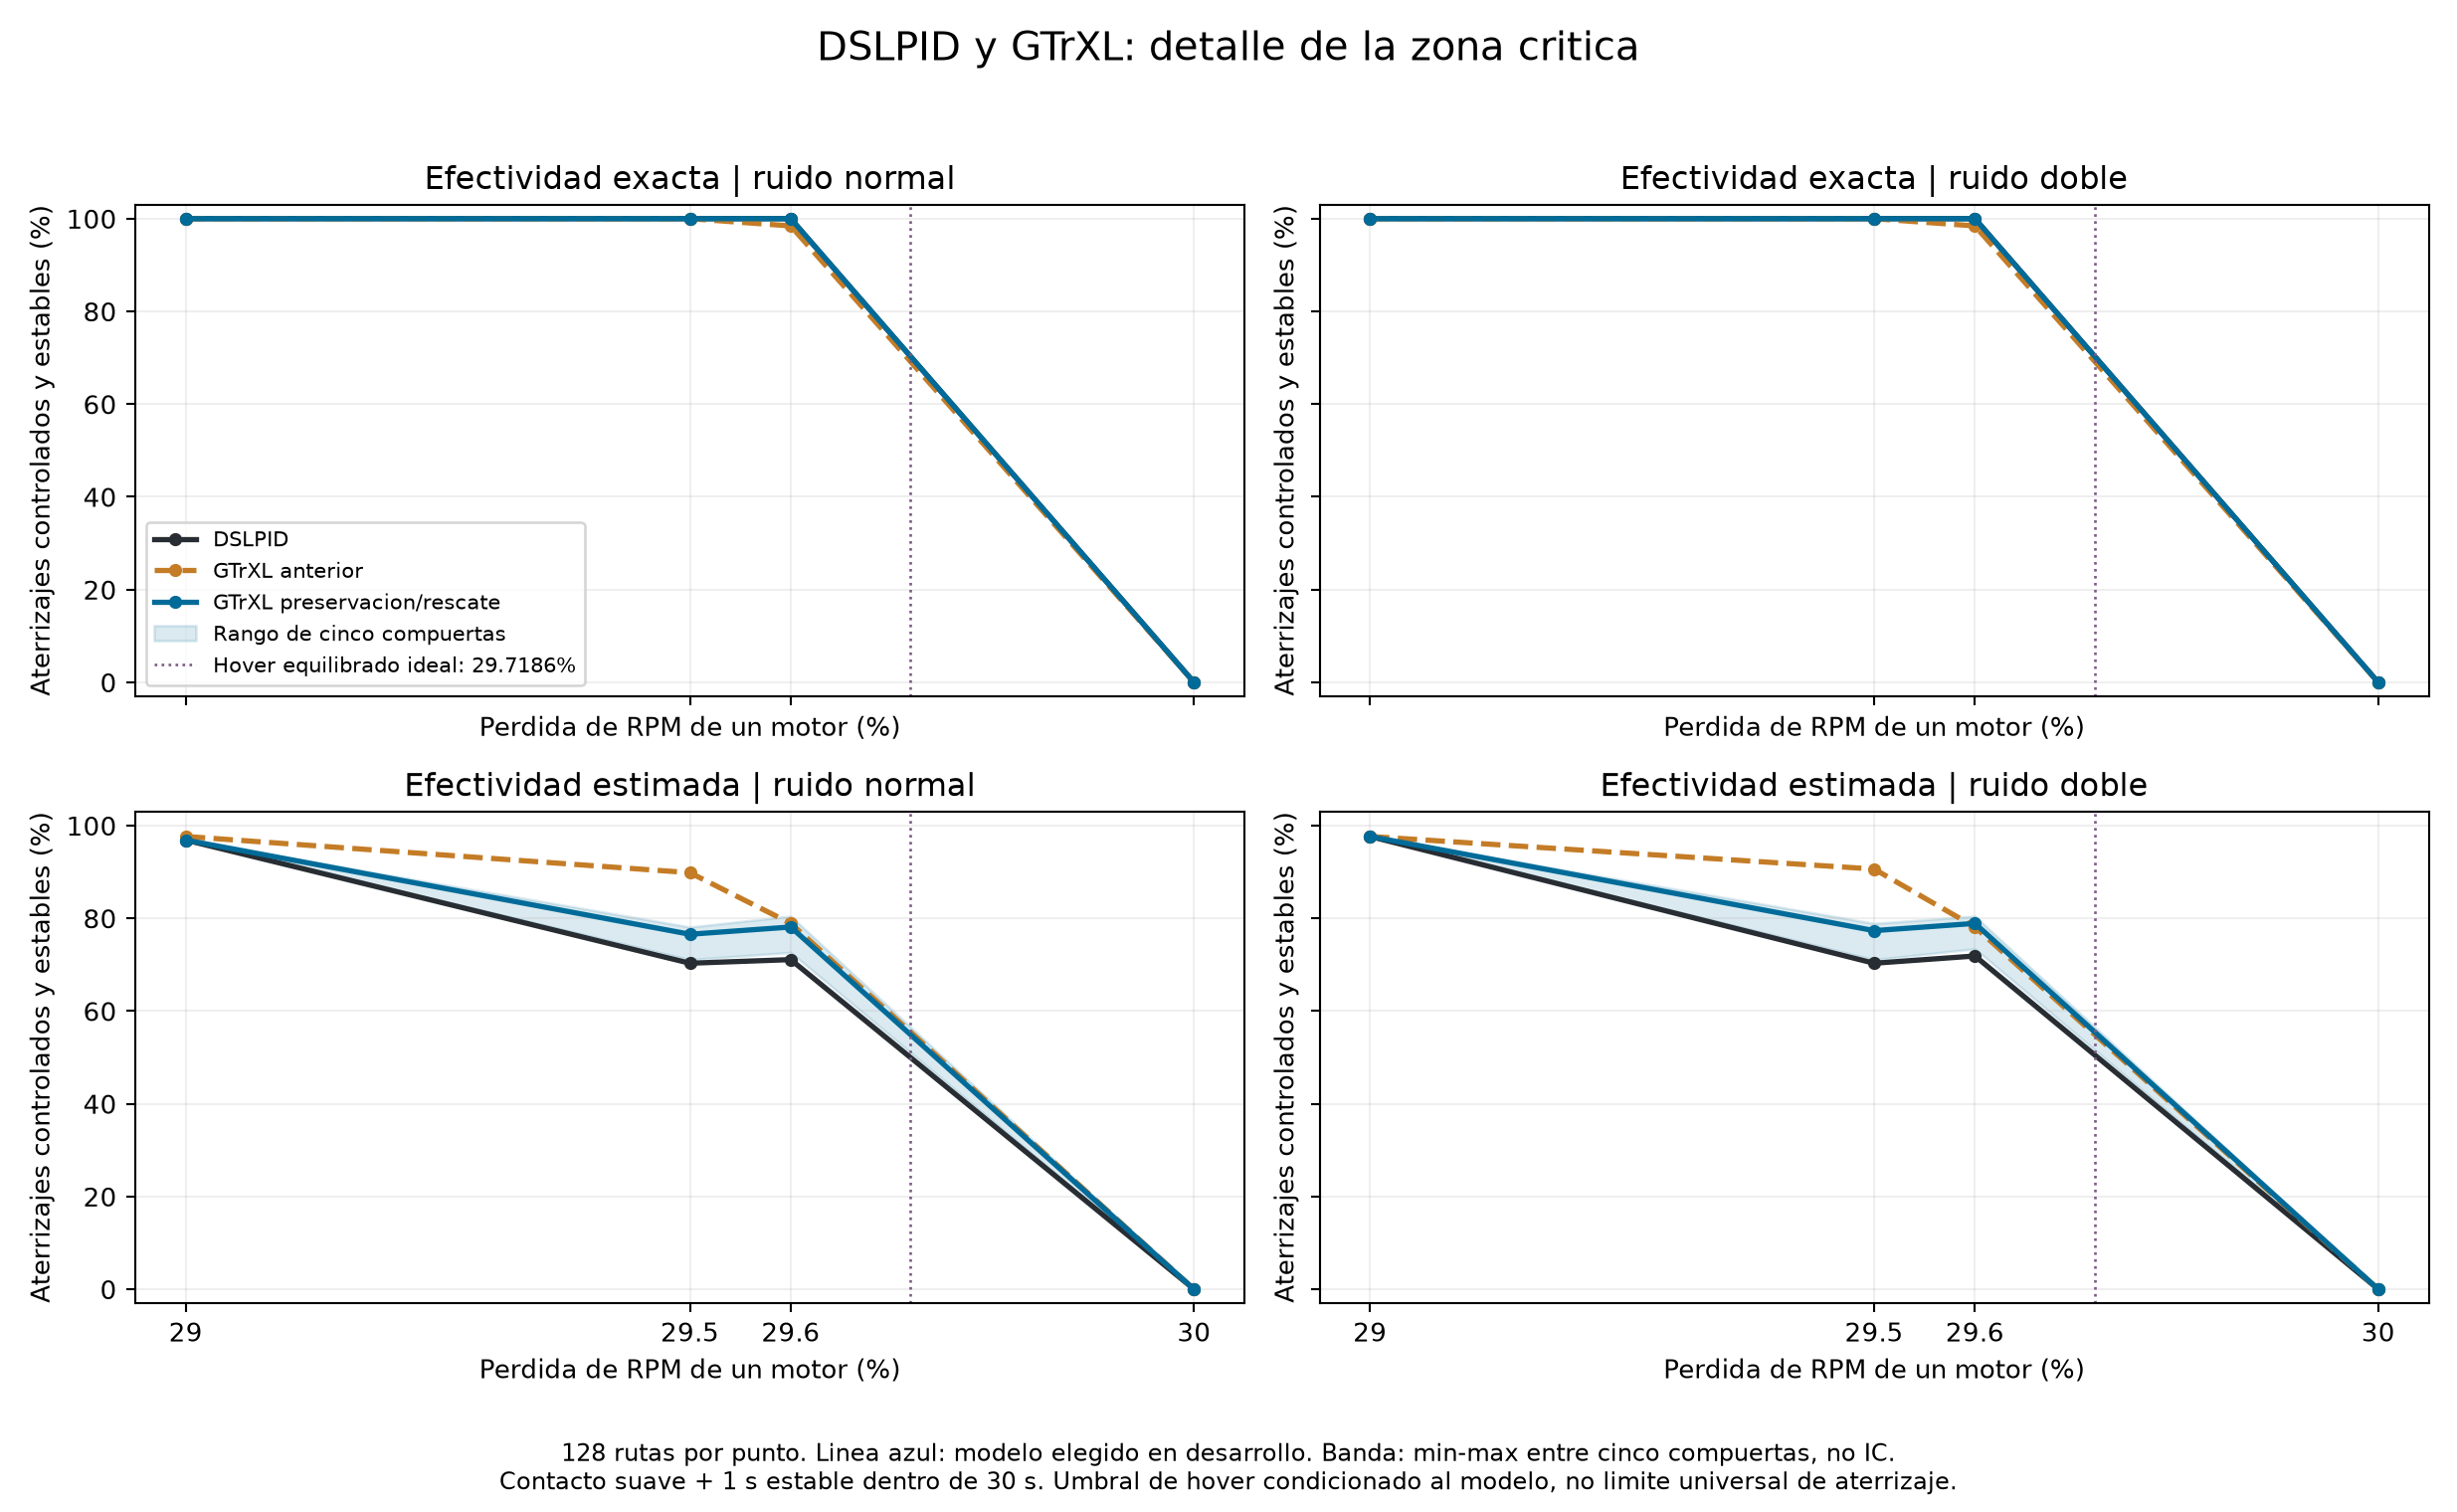 DSLPID y GTrXL: detalle de la zona critica
Efectividad exacta | ruido normal
Aterrizajes controlados y estables (%)
100
80
60
40
20
0
DSLPID
GTrXL anterior
GTrXL preservacion/rescate
Rango de cinco compuertas
Hover equilibrado ideal: 29.7186%
Perdida de RPM de un motor (%)
Efectividad exacta | ruido doble
Aterrizajes controlados y estables (%)
Perdida de RPM de un motor (%)
Efectividad estimada | ruido normal
Aterrizajes controlados y estables (%)
100
80
60
40
20
0
29
29.5
29.6
30
Perdida de RPM de un motor (%)
Efectividad estimada | ruido doble
Aterrizajes controlados y estables (%)
29
29.5
29.6
30
Perdida de RPM de un motor (%)
128 rutas por punto. Linea azul: modelo elegido en desarrollo. Banda: min-max entre cinco compuertas, no IC.
Contacto suave + 1 s estable dentro de 30 s. Umbral de hover condicionado al modelo, no limite universal de aterrizaje.